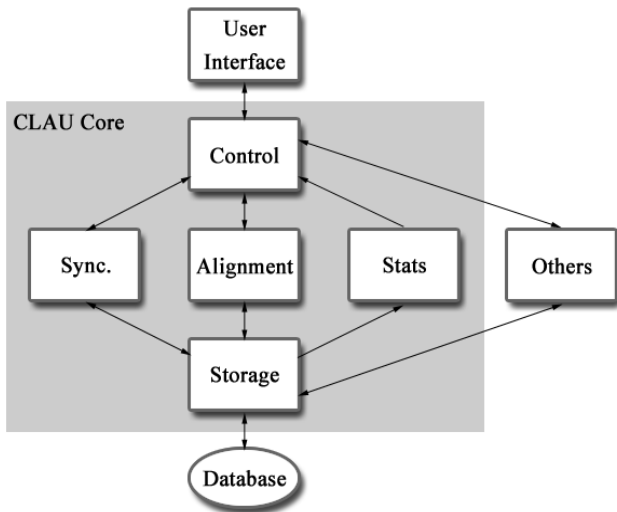 User
Interface
CLAU Core
Control
Sync.
Alignment
Stats
Others
Storage
Database